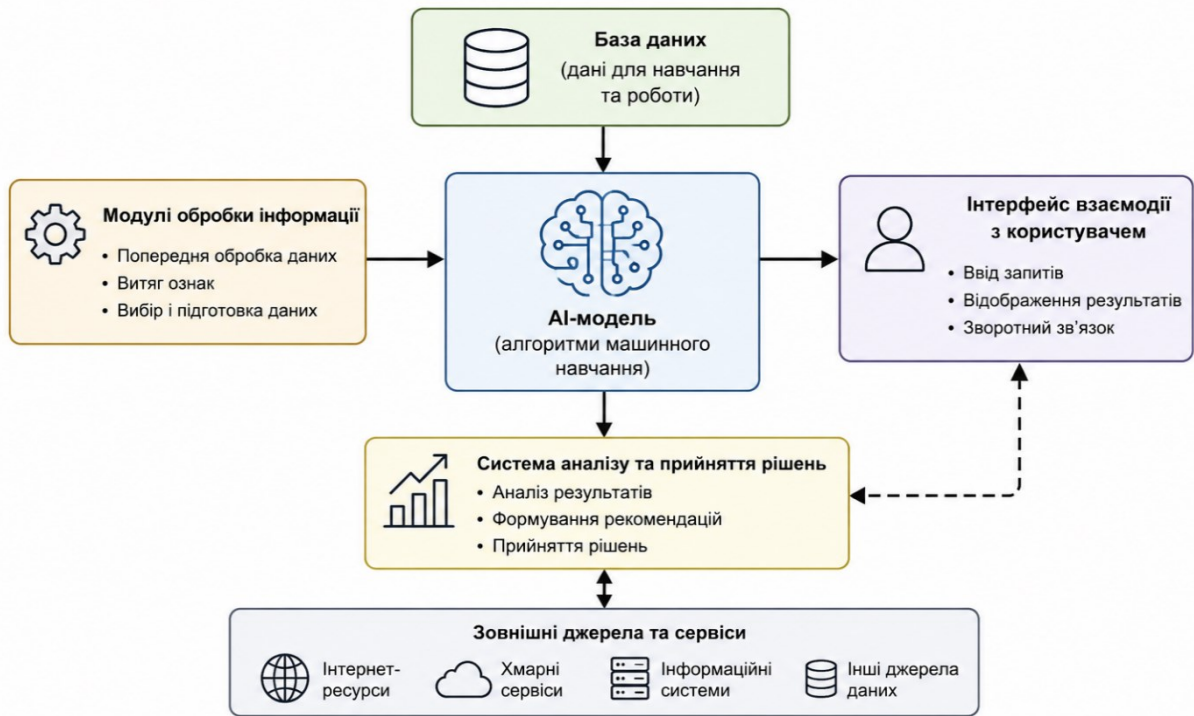 База даних
(дані для навчання
та роботи)
Модулі обробки інформації
• Попередня обробка даних
• Витяг ознак
• Вибір і підготовка даних
AI-модель
(алгоритми машинного
навчання)
Інтерфейс взаємодії
з користувачем
• Ввід запитів
• Відображення результатів
• Зворотний зв’язок
Система аналізу та прийняття рішень
• Аналіз результатів
• Формування рекомендацій
• Прийняття рішень
Зовнішні джерела та сервіси
Інтернет-
ресурси
Хмарні
сервіси
Інформаційні
системи
Інші джерела
даних